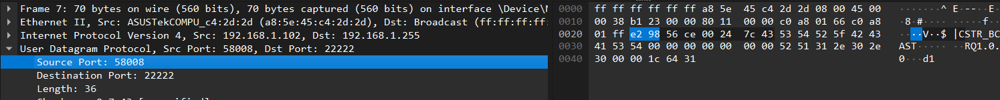 Frame 7: 70 bytes on wire (560 bits), 70 bytes captured (560 bits) on interface \Device\
Ethernet II, Src: ASUSTekCOMPU_c4:2d:2d (a8:5e:45:c4:2d:2d), Dst: Broadcast (ff:ff:ff:ff:
Internet Protocol Version 4, Src: 192.168.1.102, Dst: 192.168.1.255
User Datagram Protocol, Src Port: 58008, Dst Port: 22222
Source Port: 58008
Destination Port: 22222
Length: 36
0000 ff ff ff ff ff ff a8 5e 45 c4 2d 2d 08 00 45 00 ·······^ E·--··E·
0010 00 38 b1 23 00 00 80 11 00 00 c0 a8 01 66 c0 a8 ·8·#···· ·····f··
0020 01 ff e2 98 56 ce 00 24 7c 43 53 54 52 5f 42 43 ····V··$ |CSTR_BC
0030 41 53 54 00 00 00 00 00 00 00 52 51 31 2e 30 2e AST····· ··RQ1.0.
0040 30 00 00 1c 64 31 0···d1